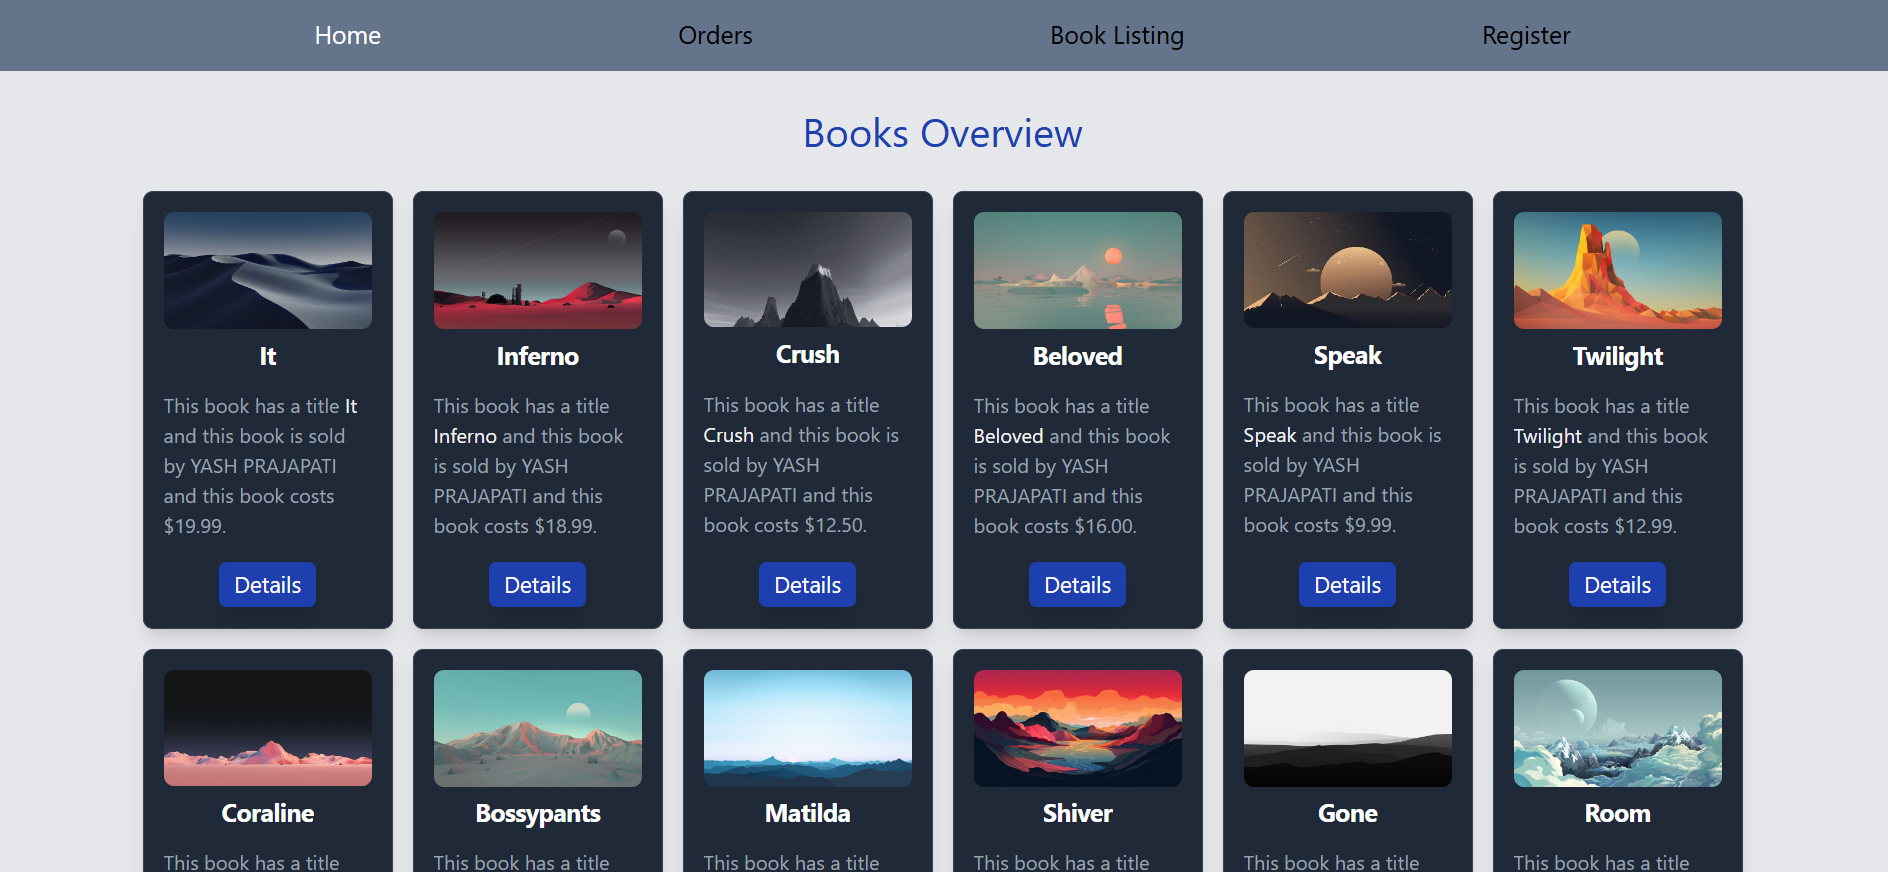 Home Orders Book Listing Register
Books Overview
It
This book has a title It
and this book is sold
by YASH PRAJAPATI
and this book costs
$19.99.
Details
Inferno
This book has a title
Inferno and this book
is sold by YASH
PRAJAPATI and this
book costs $18.99.
Details
Crush
This book has a title
Crush and this book is
sold by YASH
PRAJAPATI and this
book costs $12.50.
Details
Beloved
This book has a title
Beloved and this book
is sold by YASH
PRAJAPATI and this
book costs $16.00.
Details
Speak
This book has a title
Speak and this book is
sold by YASH
PRAJAPATI and this
book costs $9.99.
Details
Twilight
This book has a title
Twilight and this book
is sold by YASH
PRAJAPATI and this
book costs $12.99.
Details
Coraline
This book has a title
Bossypants
This book has a title
Matilda
This book has a title
Shiver
This book has a title
Gone
This book has a title
Room
This book has a title